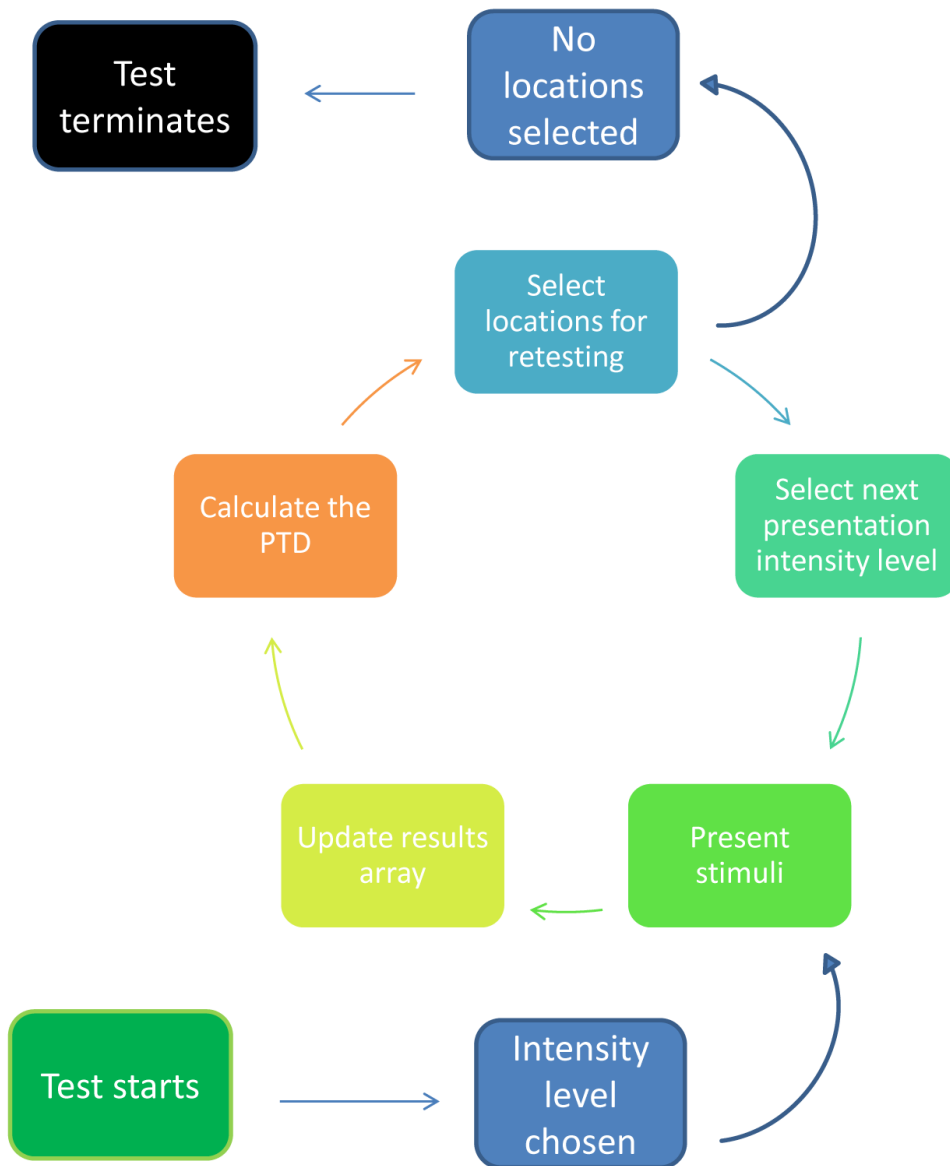 Test
terminates
No
locations
selected
Select
locations for
retesting
Calculate the
PTD
Select next
presentation
intensity level
Update results
array
Present
stimuli
Test starts
Intensity
level
chosen